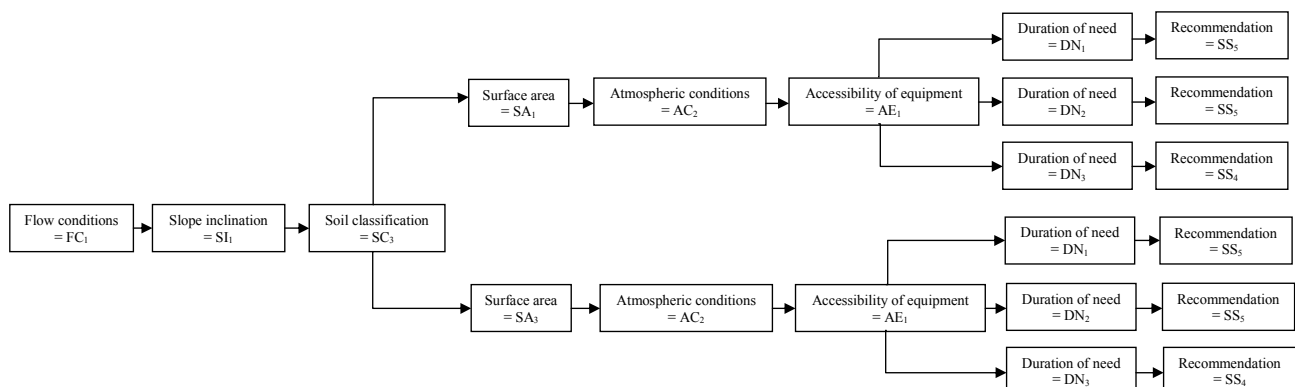 Duration of need
= DN₁
Recommendation
= SS₅
Surface area
= SA₁
Atmospheric conditions
= AC₂
Accessibility of equipment
= AE₁
Duration of need
= DN₂
Recommendation
= SS₅
Duration of need
= DN₃
Recommendation
= SS₄
Flow conditions
= FC₁
Slope inclination
= SI₁
Soil classification
= SC₃
Duration of need
= DN₁
Recommendation
= SS₅
Surface area
= SA₃
Atmospheric conditions
= AC₂
Accessibility of equipment
= AE₁
Duration of need
= DN₂
Recommendation
= SS₅
Duration of need
= DN₃
Recommendation
= SS₄